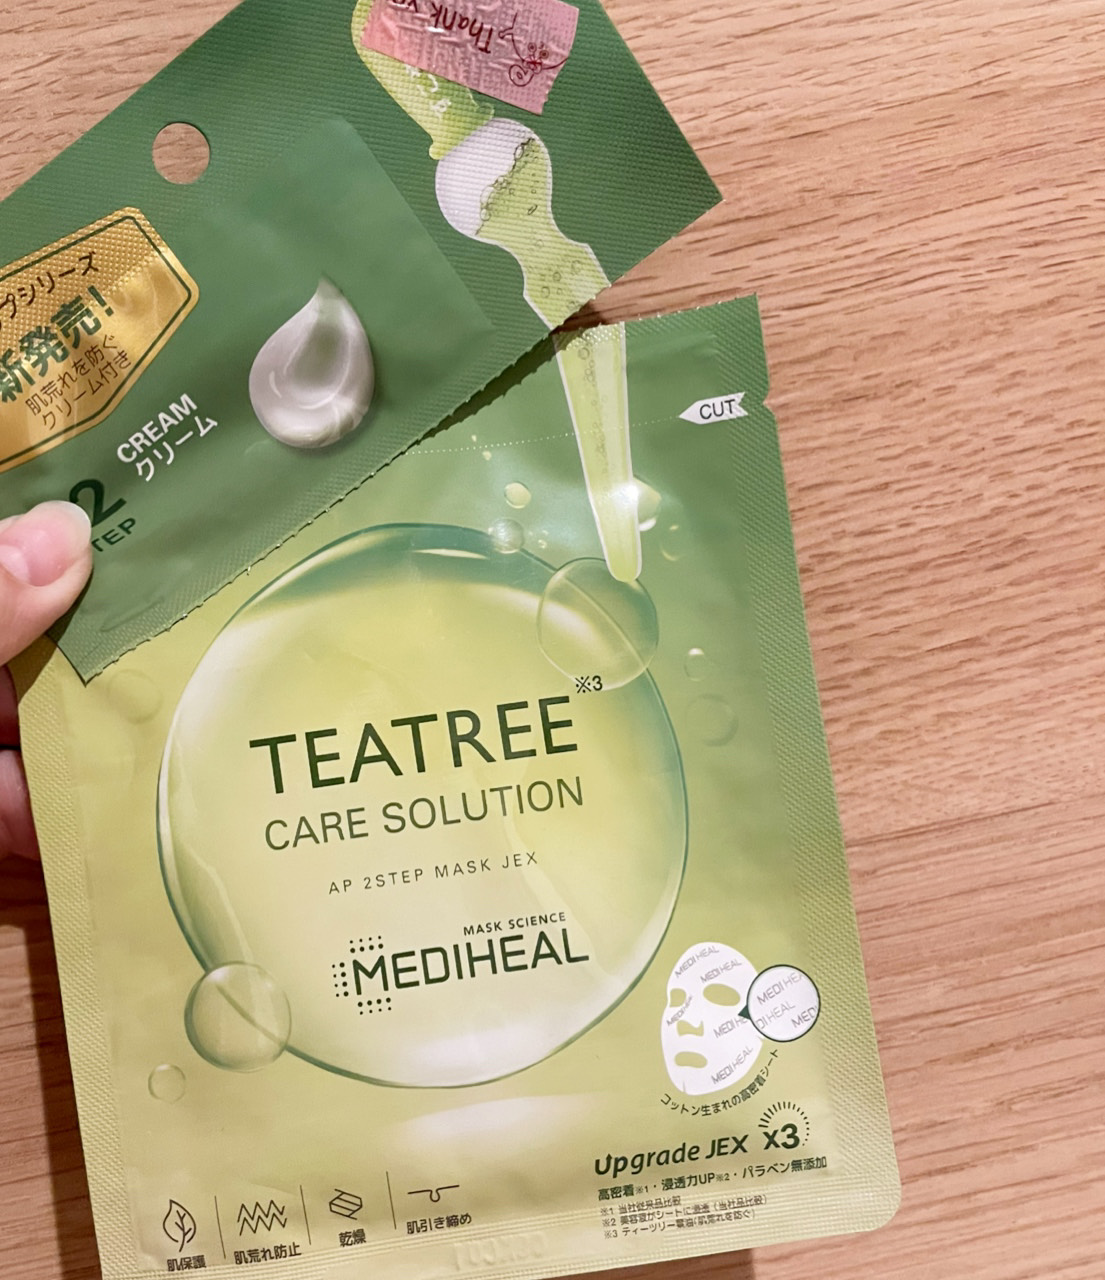 Thank
プシリーズ
新発売！
肌荒れを防ぐ
クリーム付き
CREAM
クリーム
2
TEP
CUT
TEATREE※3
CARE SOLUTION
AP 2STEP MASK JEX
MASK SCIENCE
MEDIHEAL
MEDIHEAL
MEDIHEAL
MEDIHEAL
コットン生まれの高密着シート
Upgrade JEX X3
高密着※1・浸透力UP※2・パラベン無添加
※1 当社従来品比較
※2 美容液がシートに浸透（当社品比較）
※3 ティーツリー葉油（肌荒れを防ぐ）
肌保護
肌荒れ防止
乾燥
肌引き締め